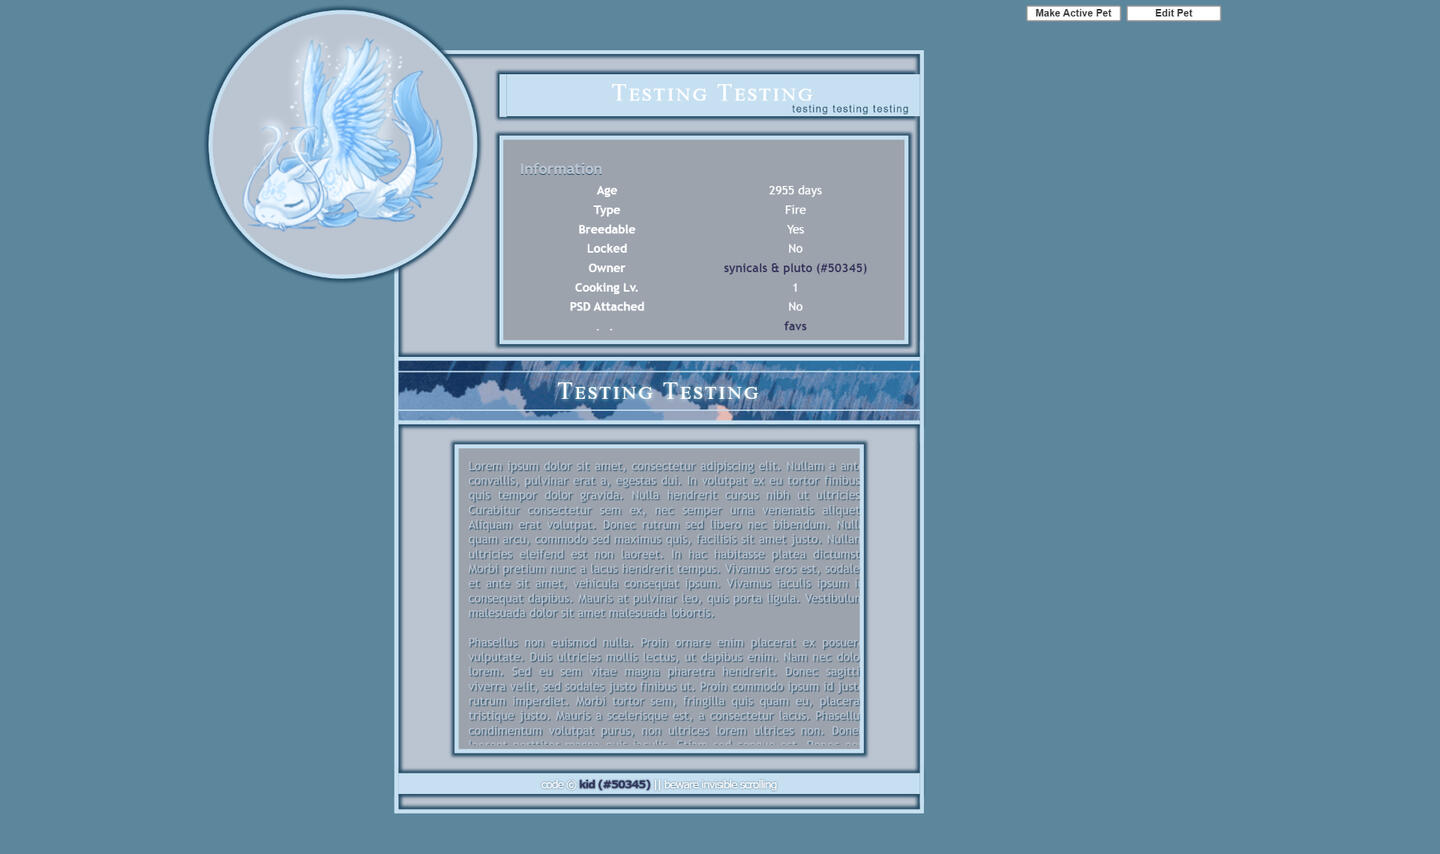 Make Active Pet
Edit Pet
Testing Testing
testing testing testing
Information
Age 2955 days
Type Fire
Breedable Yes
Locked No
Owner synicals & pluto (#50345)
Cooking Lv. 1
PSD Attached No
. . favs
Testing Testing
Lorem ipsum dolor sit amet, consectetur adipiscing elit. Nullam a ant
convallis, pulvinar erat a, egestas dui. In volutpat ex eu tortor finibus
quis tempor dolor gravida. Nulla hendrerit cursus nibh ut ultricies
Curabitur consectetur sem ex, nec semper urna venenatis aliquet
Aliquam erat volutpat. Donec rutrum sed libero nec bibendum. Null
quam arcu, commodo sed maximus quis, facilisis sit amet justo. Nullam
ultricies eleifend est non laoreet. In hac habitasse platea dictumst
Morbi pretium nunc a lacus hendrerit tempus. Vivamus eros est, sodale
et ante sit amet, vehicula consequat ipsum. Vivamus iaculis ipsum i
consequat dapibus. Mauris at pulvinar leo, quis porta ligula. Vestibulum
malesuada dolor sit amet malesuada lobortis.
Phasellus non euismod nulla. Proin ornare enim placerat ex posuer
vulputate. Duis ultricies mollis lectus, ut dapibus enim. Nam nec dolo
lorem. Sed eu sem vitae magna pharetra hendrerit. Donec sagitti
viverra velit, sed sodales justo finibus ut. Proin commodo ipsum id just
rutrum imperdiet. Morbi tortor sem, fringilla quis quam eu, placera
tristique justo. Mauris a scelerisque est, a consectetur lacus. Phasellu
condimentum volutpat purus, non ultrices lorem ultrices non. Done
code © kid (#50345) || beware invisible scrolling